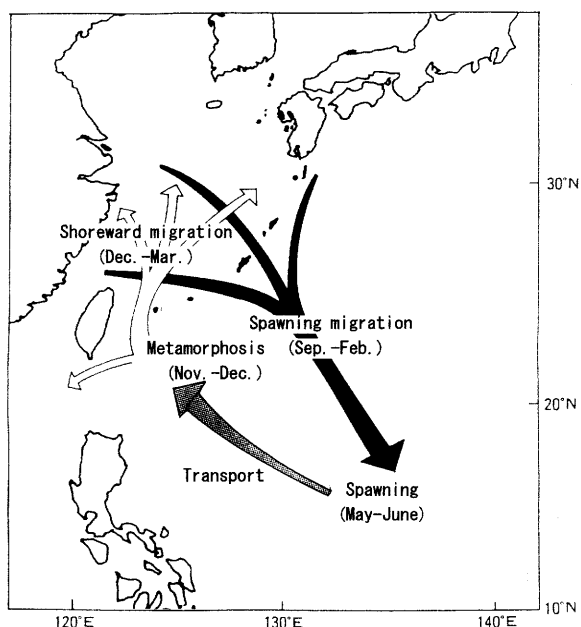 30°N
Shoreward migration
(Dec.-Mar.)
Spawning migration
(Sep.-Feb.)
Metamorphosis
(Nov.-Dec.)
20°N
Transport
Spawning
(May-June)
10°N
120°E
130°E
140°E